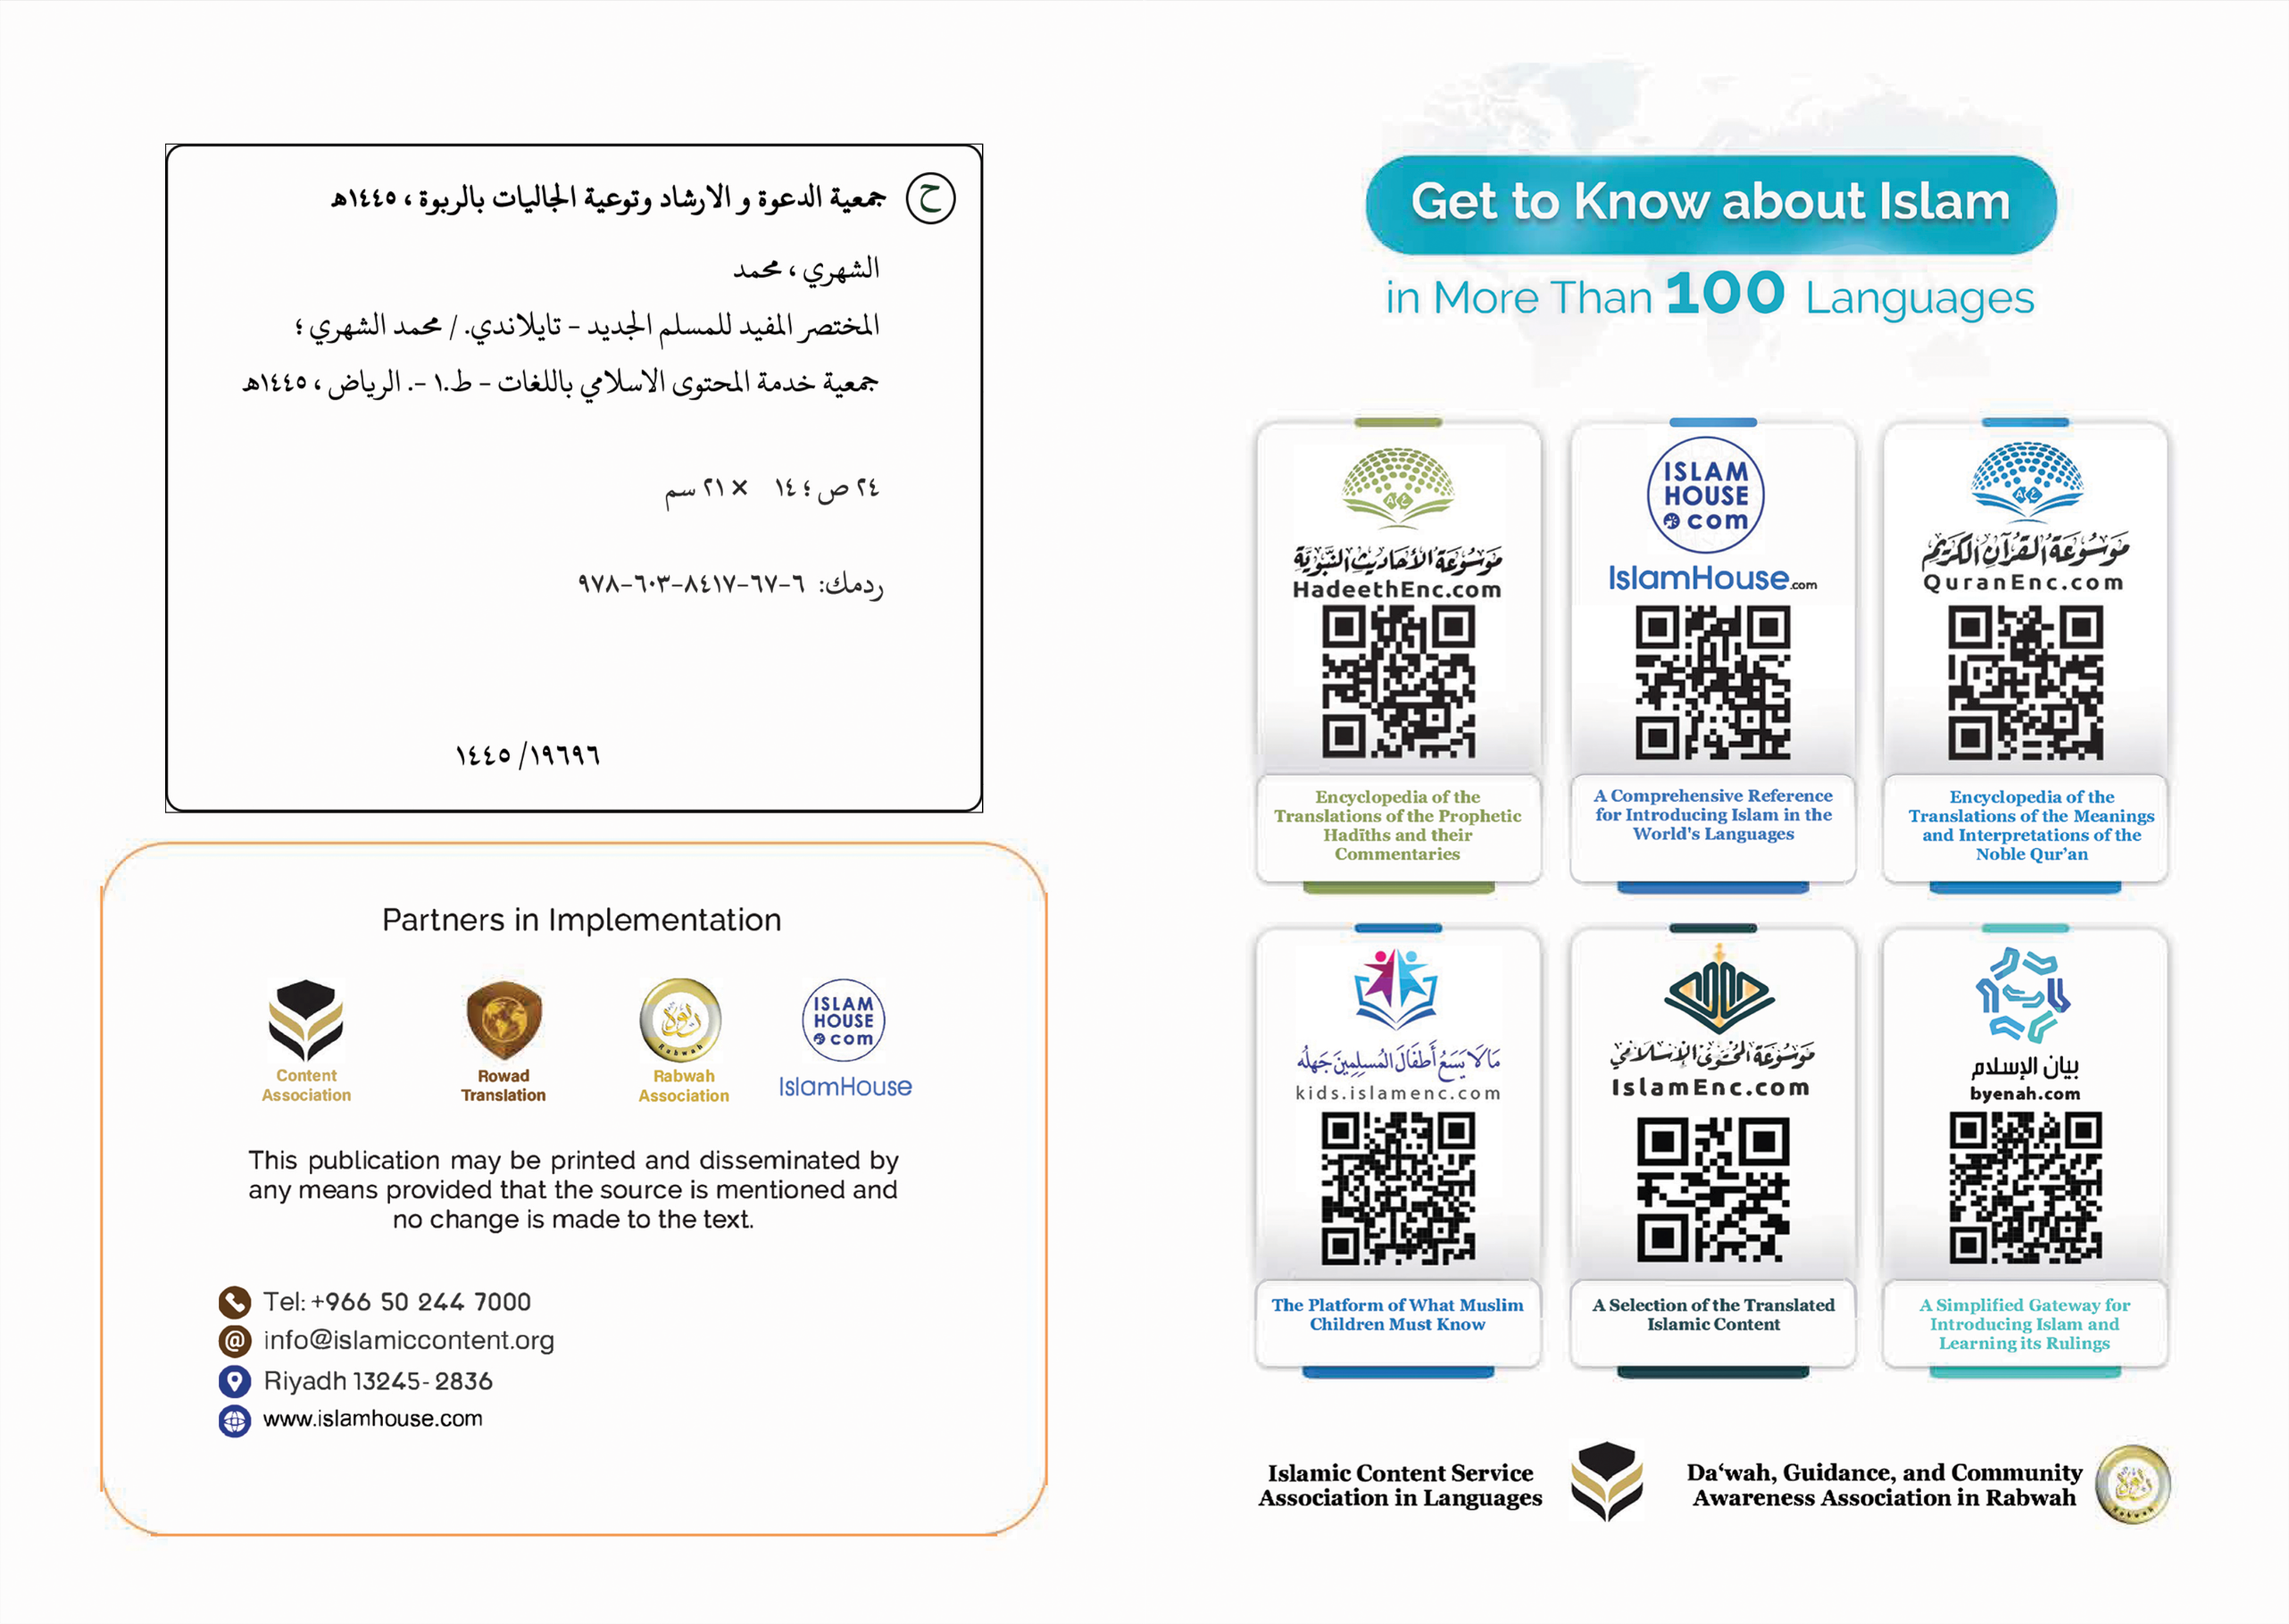 ح جمعية الدعوة و الارشاد وتوعية الجاليات بالربوة ، ١٤٤٥هـ
الشهري ، محمد
المختصر المفيد للمسلم الجديد – تايلاندي. / محمد الشهري ؛
جمعية خدمة المحتوى الاسلامي باللغات – ط١. -. الرياض ، ١٤٤٥هـ
٢٤ ص ؛ ١٤ × ٢١ سم
ردمك: ٦-٦٧-٨٤١٧-٦٠٣-٩٧٨
١٤٤٥ /١٩٦٩٦
Partners in Implementation
Content
Association
Rowad
Translation
Rabwah
Rabwah
Association
ISLAM
HOUSE
com
IslamHouse
This publication may be printed and disseminated by
any means provided that the source is mentioned and
no change is made to the text.
Tel: +966 50 244 7000
info@islamiccontent.org
Riyadh 13245- 2836
www.islamhouse.com
Get to Know about Islam
in More Than 100 Languages
موسوعة الأحاديث النبوية
HadeethEnc.com
Encyclopedia of the
Translations of the Prophetic
Hadīths and their
Commentaries
ISLAM
HOUSE
com
IslamHouse.com
A Comprehensive Reference
for Introducing Islam in the
World's Languages
موسوعة القرآن الكريم
QuranEnc.com
Encyclopedia of the
Translations of the Meanings
and Interpretations of the
Noble Qur’an
مَا لَا يَسَعُ أَطْفَالَ المُسلِمِينَ جَهلُه
kids.islamenc.com
The Platform of What Muslim
Children Must Know
موسوعة المحتوى الإسلامي
IslamEnc.com
A Selection of the Translated
Islamic Content
بيان الإسلام
byenah.com
A Simplified Gateway for
Introducing Islam and
Learning its Rulings
Islamic Content Service
Association in Languages
Da‘wah, Guidance, and Community
Awareness Association in Rabwah